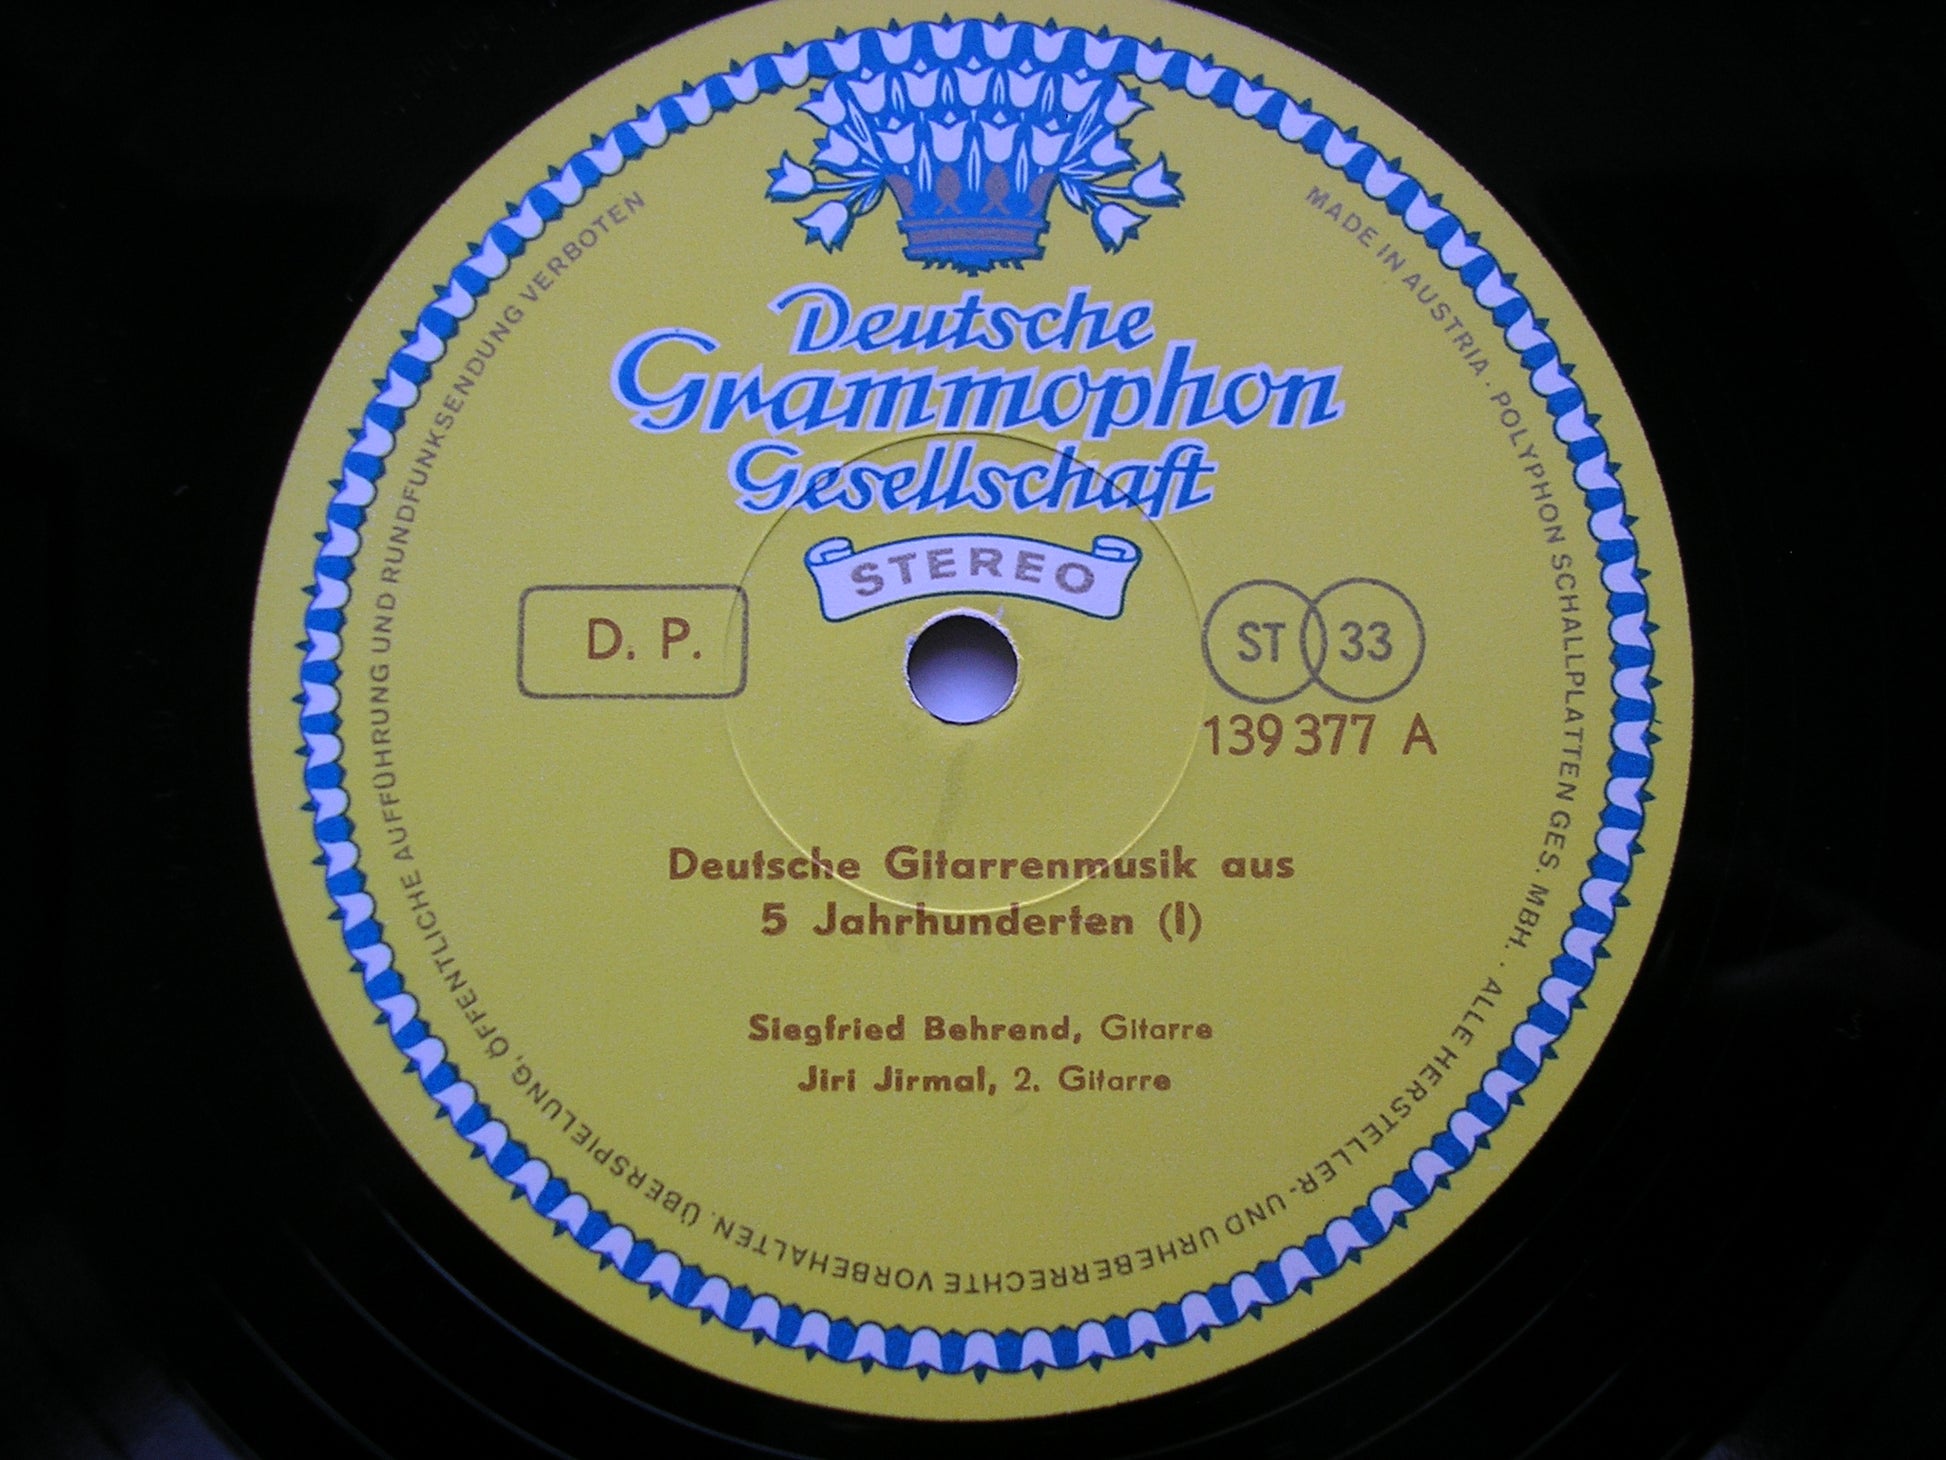 Deutsche
Grammophon
Gesellschaft
STEREO
D. P.
ST 33
139 377 A
Deutsche Gitarrenmusik aus
5 Jahrhunderten (I)
Siegfried Behrend, Gitarre
Jiri Jirmal, 2. Gitarre
MADE IN AUSTRIA · POLYPHON SCHALLPLATTEN GES. MBH. · ALLE HERSTELLER- UND URHEBERRECHTE VORBEHALTEN. ÜBERSPIELUNG, ÖFFENTLICHE AUFFÜHRUNG UND RUNDFUNKSENDUNG VERBOTEN